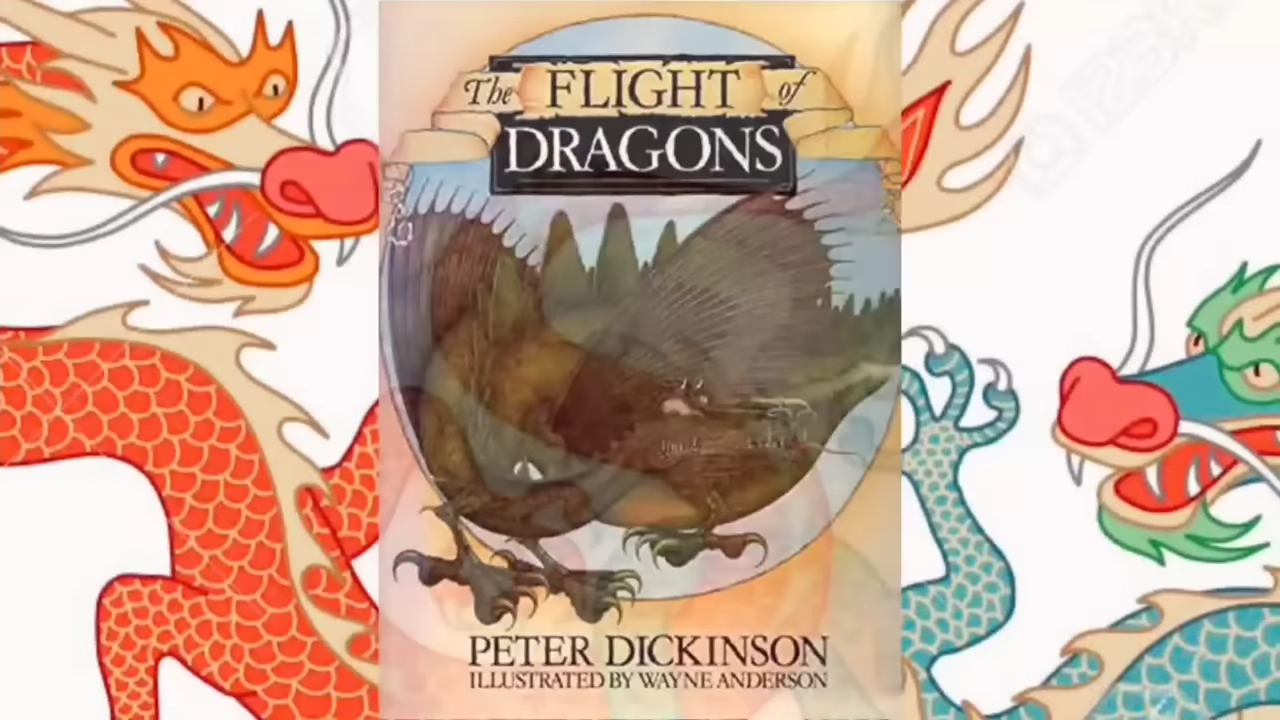 The FLIGHT of
DRAGONS
PETER DICKINSON
ILLUSTRATED BY WAYNE ANDERSON